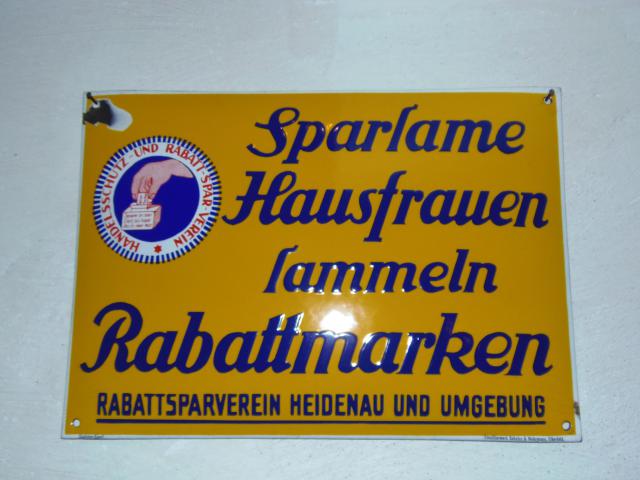 Sparſame
Hausfrauen
ſammeln
Rabattmarken
RABATTSPARVEREIN HEIDENAU UND UMGEBUNG
HANDELSSCHUTZ- UND RABATT-SPAR-VEREIN